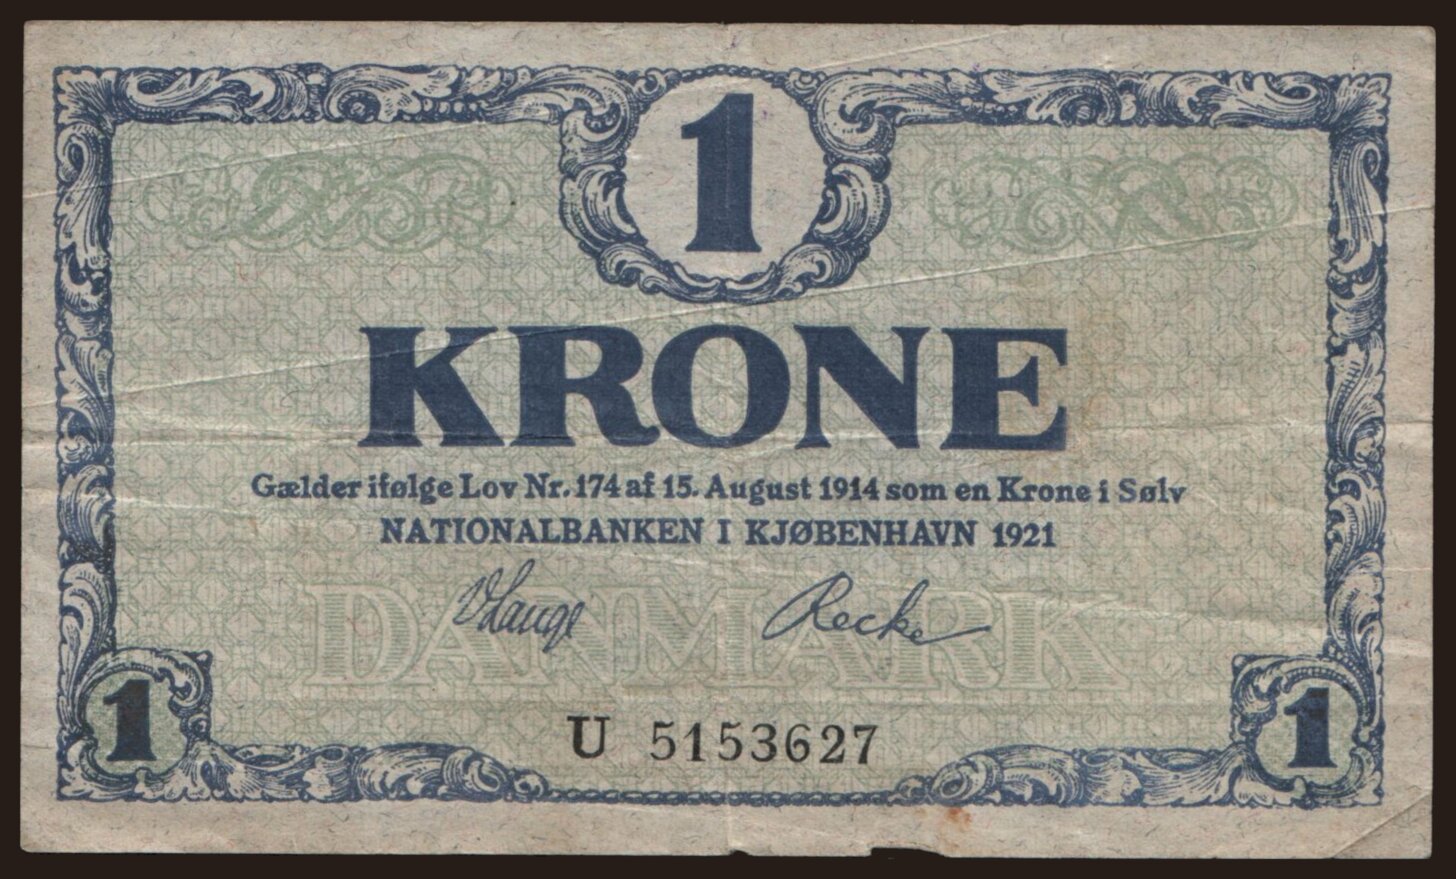 1
KRONE
Gælder ifølge Lov Nr. 174 af 15. August 1914 som en Krone i Sølv
NATIONALBANKEN I KJØBENHAVN 1921
V Lange Recke
DANMARK
1 1
U 5153627